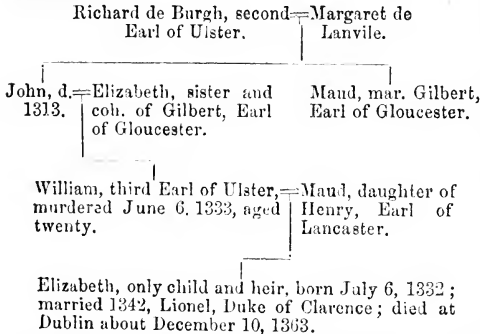 Richard de Burgh, second Earl of Ulster.
Margaret de Lanvile.
John, d. 1313.
Elizabeth, sister and coh. of Gilbert, Earl of Gloucester.
Maud, mar. Gilbert, Earl of Gloucester.
William, third Earl of Ulster, murdered June 6, 1333, aged twenty.
Maud, daughter of Henry, Earl of Lancaster.
Elizabeth, only child and heir, born July 6, 1332 ;
married 1342, Lionel, Duke of Clarence ; died at
Dublin about December 10, 1363.